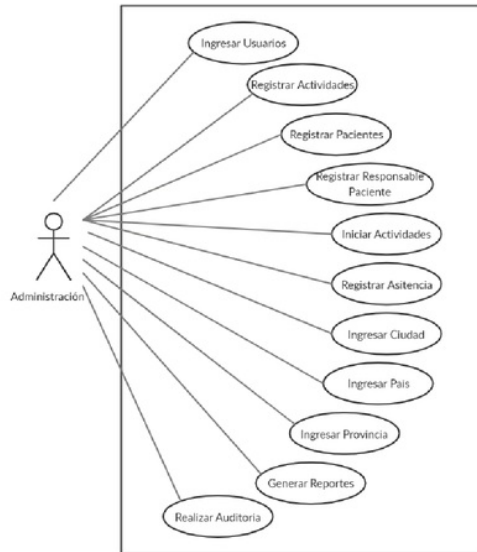 Ingresar Usuarios
Registrar Actividades
Registrar Pacientes
Registrar Responsable
Paciente
Iniciar Actividades
Administración
Registrar Asitencia
Ingresar Ciudad
Ingresar Pais
Ingresar Provincia
Generar Reportes
Realizar Auditoria